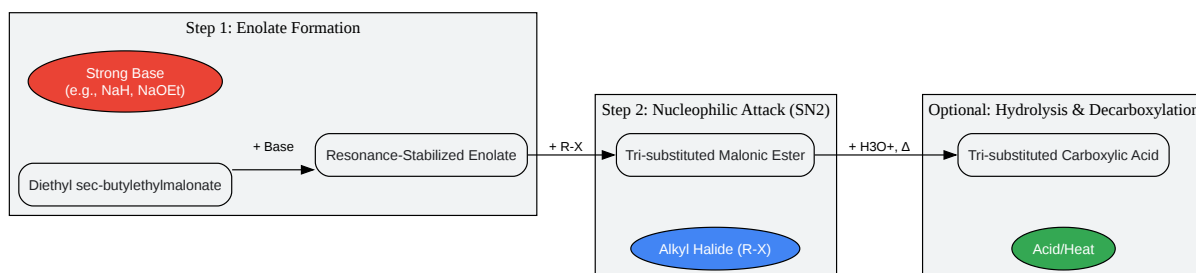 Step 1: Enolate Formation
Strong Base
(e.g., NaH, NaOEt)
Diethyl sec-butylethylmalonate
+ Base
Resonance-Stabilized Enolate
+ R-X
Step 2: Nucleophilic Attack (SN2)
Tri-substituted Malonic Ester
Alkyl Halide (R-X)
+ H3O+, Δ
Optional: Hydrolysis & Decarboxylation
Tri-substituted Carboxylic Acid
Acid/Heat